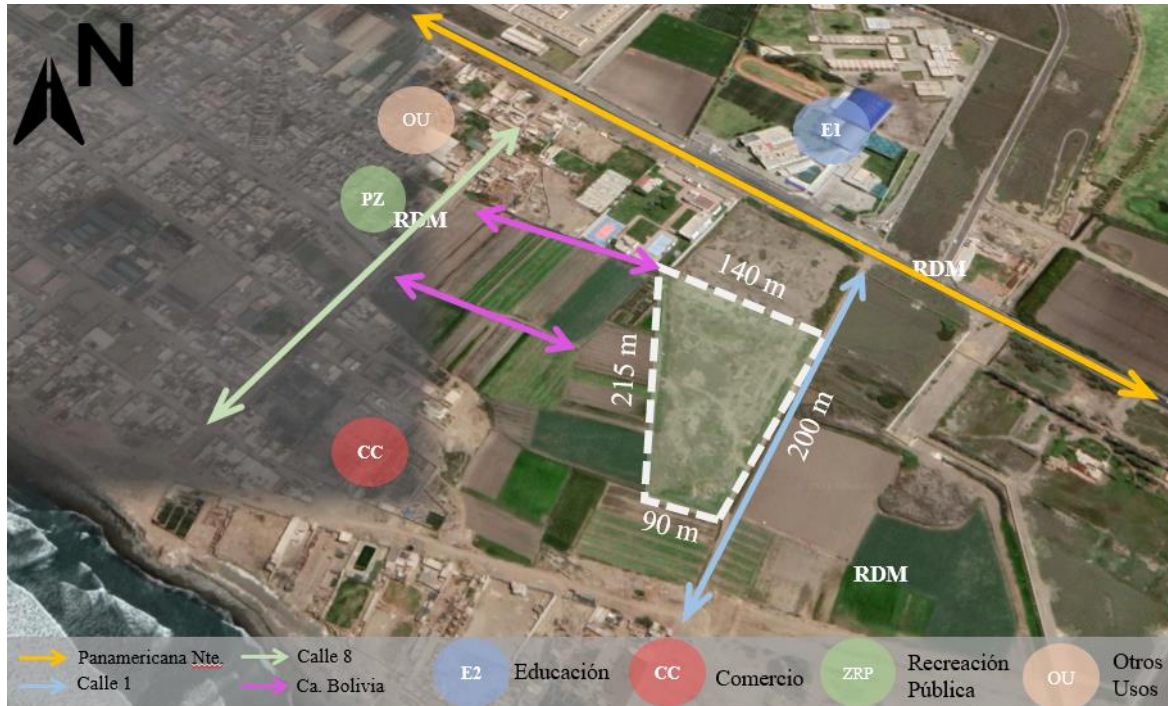 N
OU
E1
PZ
RDM
140 m
RDM
215 m
200 m
CC
90 m
RDM
Panamericana Nte.
Calle 8
E2
Educación
CC
Comercio
ZRP
Recreación
Pública
OU
Otros
Usos
Calle 1
Ca. Bolivia